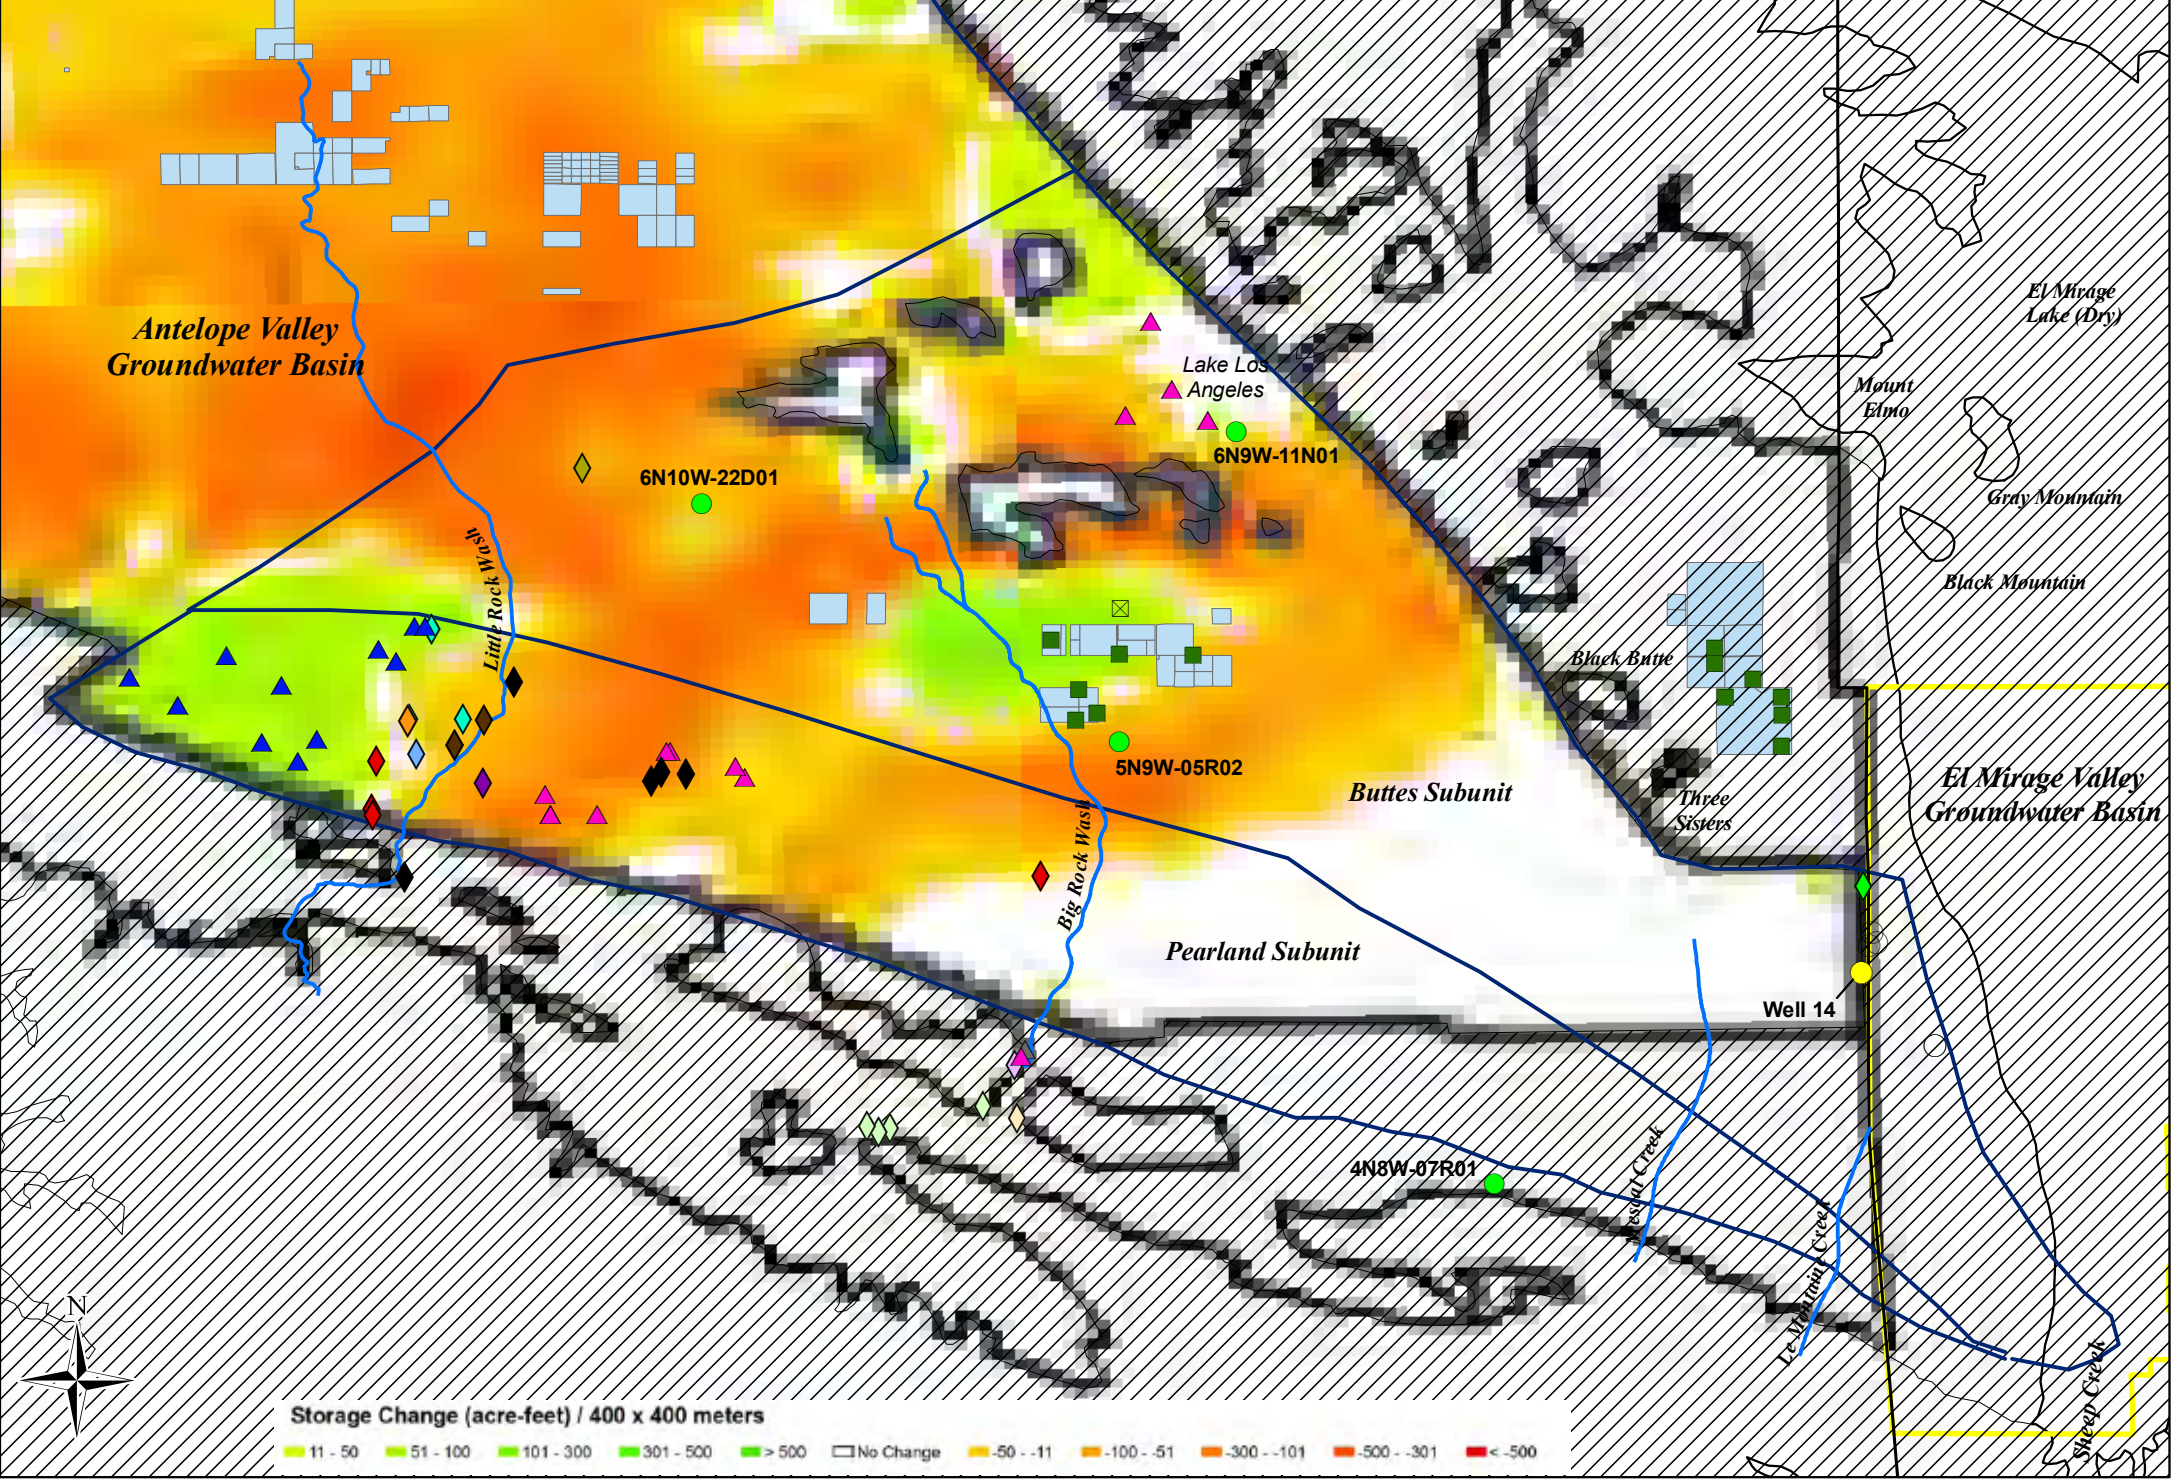 El Mirage
Lake (Dry)
Antelope Valley
Groundwater Basin
Lake Los
Angeles
Mount
Elmo
6N9W-11N01
6N10W-22D01
Gray Mountain
Little Rock Wash
Black Mountain
Black Butte
5N9W-05R02
Buttes Subunit
Three
Sisters
El Mirage Valley
Groundwater Basin
Big Rock Wash
Pearland Subunit
Well 14
4N8W-07R01
Mescal Creek
Le Montaine Creek
Sheep Creek
N
Storage Change (acre-feet) / 400 x 400 meters
11 - 50 51 - 100 101 - 300 301 - 500 > 500 No Change -50 - -11 -100 - -51 -300 - -101 -500 - -301 < -500